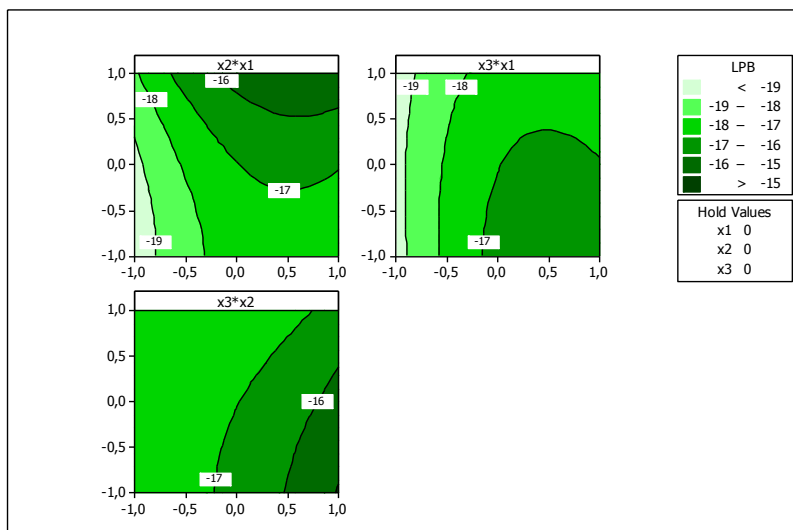 x2*x1
1,0
0,5
0,0
-0,5
-1,0
-16
-18
-17
-19
-1,0 -0,5 0,0 0,5 1,0
x3*x1
1,0
0,5
0,0
-0,5
-1,0
-19
-18
-17
-1,0 -0,5 0,0 0,5 1,0
LPB
< -19
-19 – -18
-18 – -17
-17 – -16
-16 – -15
> -15
Hold Values
x1 0
x2 0
x3 0
x3*x2
1,0
0,5
0,0
-0,5
-1,0
-16
-17
-1,0 -0,5 0,0 0,5 1,0